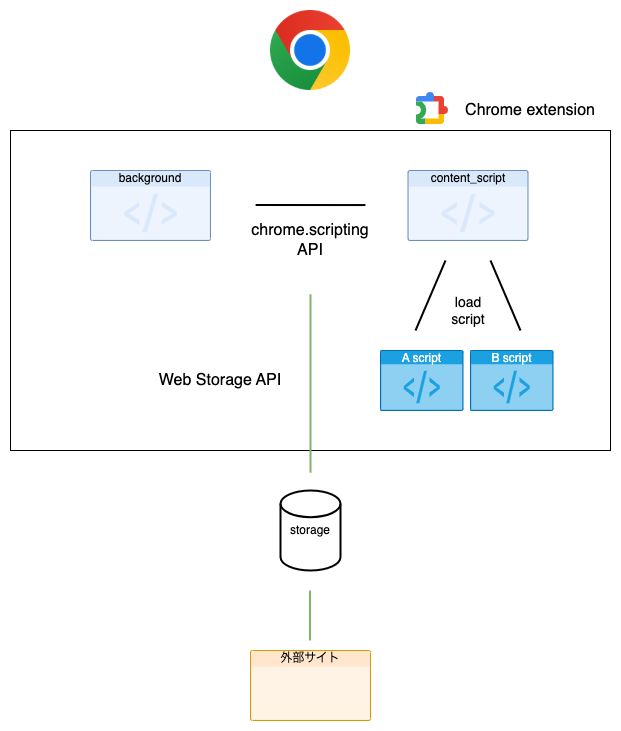 Chrome extension
background
content_script
chrome.scripting
API
load
script
A script
B script
Web Storage API
storage
外部サイト